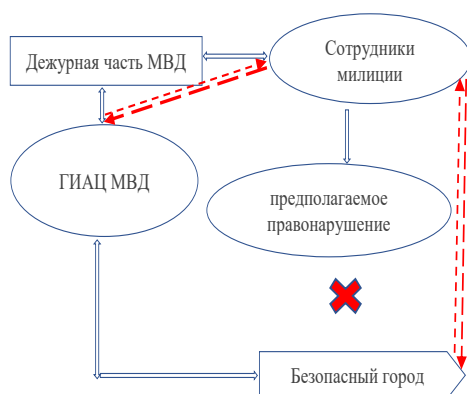 Дежурная часть МВД
Сотрудники
милиции
ГИАЦ МВД
предполагаемое
правонарушение
Безопасный город